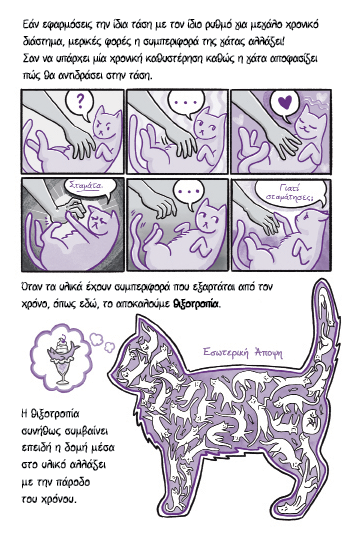 Εάν εφαρμόσεις την ίδια τάση με τον ίδιο ρυθμό για μεγάλο χρονικό
διάστημα, μερικές φορές η συμπεριφορά της γάτας αλλάζει!
Σαν να υπάρχει μία χρονική καθυστέρηση καθώς η γάτα αποφασίζει
πώς θα αντιδράσει στην τάση.
?
...
Σταμάτα.
...
Γιατί
σταμάτησες;
Όταν τα υλικά έχουν συμπεριφορά που εξαρτάται από τον
χρόνο, όπως εδώ, το αποκαλούμε θιξοτροπία.
Εσωτερική Άποψη
Η θιξοτροπία
συνήθως συμβαίνει
επειδή η δομή μέσα
στο υλικό αλλάζει
με την πάροδο
του χρόνου.